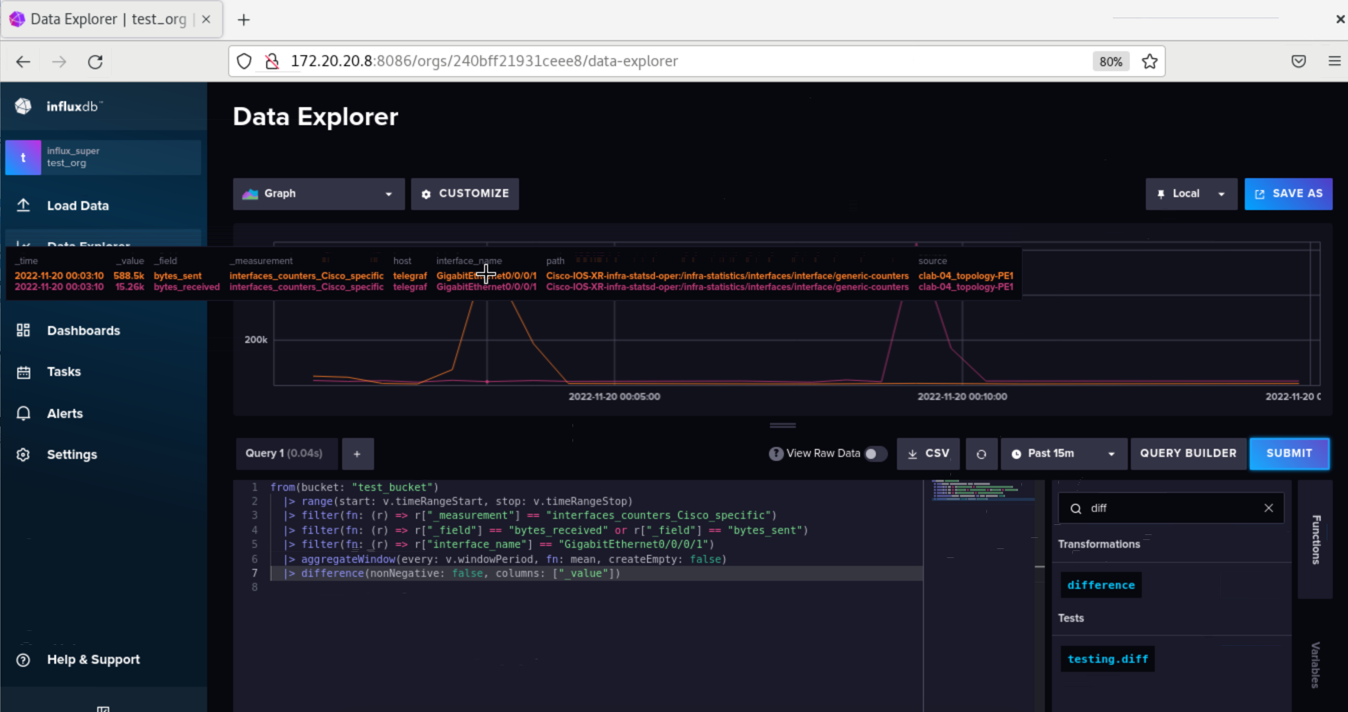 Data Explorer | test_org
172.20.20.8:8086/orgs/240bff21931ceee8/data-explorer
80%
influxdb™
t
influx_super
test_org
Data Explorer
Load Data
Graph
CUSTOMIZE
Local
SAVE AS
Data Explorer
_time _value _field _measurement host interface_name path source
2022-11-20 00:03:10 588.5k bytes_sent interfaces_counters_Cisco_specific telegraf GigabitEthernet0/0/0/1 Cisco-IOS-XR-infra-statsd-oper:/infra-statistics/interfaces/interface/generic-counters clab-04_topology-PE1
2022-11-20 00:03:10 15.26k bytes_received interfaces_counters_Cisco_specific telegraf GigabitEthernet0/0/0/1 Cisco-IOS-XR-infra-statsd-oper:/infra-statistics/interfaces/interface/generic-counters clab-04_topology-PE1
200k
2022-11-20 00:05:00
2022-11-20 00:10:00
2022-11-20
Dashboards
Tasks
Alerts
Settings
Help & Support
Query 1 (0.04s)
+
View Raw Data
CSV
Past 15m
QUERY BUILDER
SUBMIT
1 from(bucket: "test_bucket")
2 |> range(start: v.timeRangeStart, stop: v.timeRangeStop)
3 |> filter(fn: (r) => r["_measurement"] == "interfaces_counters_Cisco_specific")
4 |> filter(fn: (r) => r["_field"] == "bytes_received" or r["_field"] == "bytes_sent")
5 |> filter(fn: (r) => r["interface_name"] == "GigabitEthernet0/0/0/1")
6 |> aggregateWindow(every: v.windowPeriod, fn: mean, createEmpty: false)
7 |> difference(nonNegative: false, columns: ["_value"])
8
diff
Transformations
difference
Tests
testing.diff
Functions
Variables